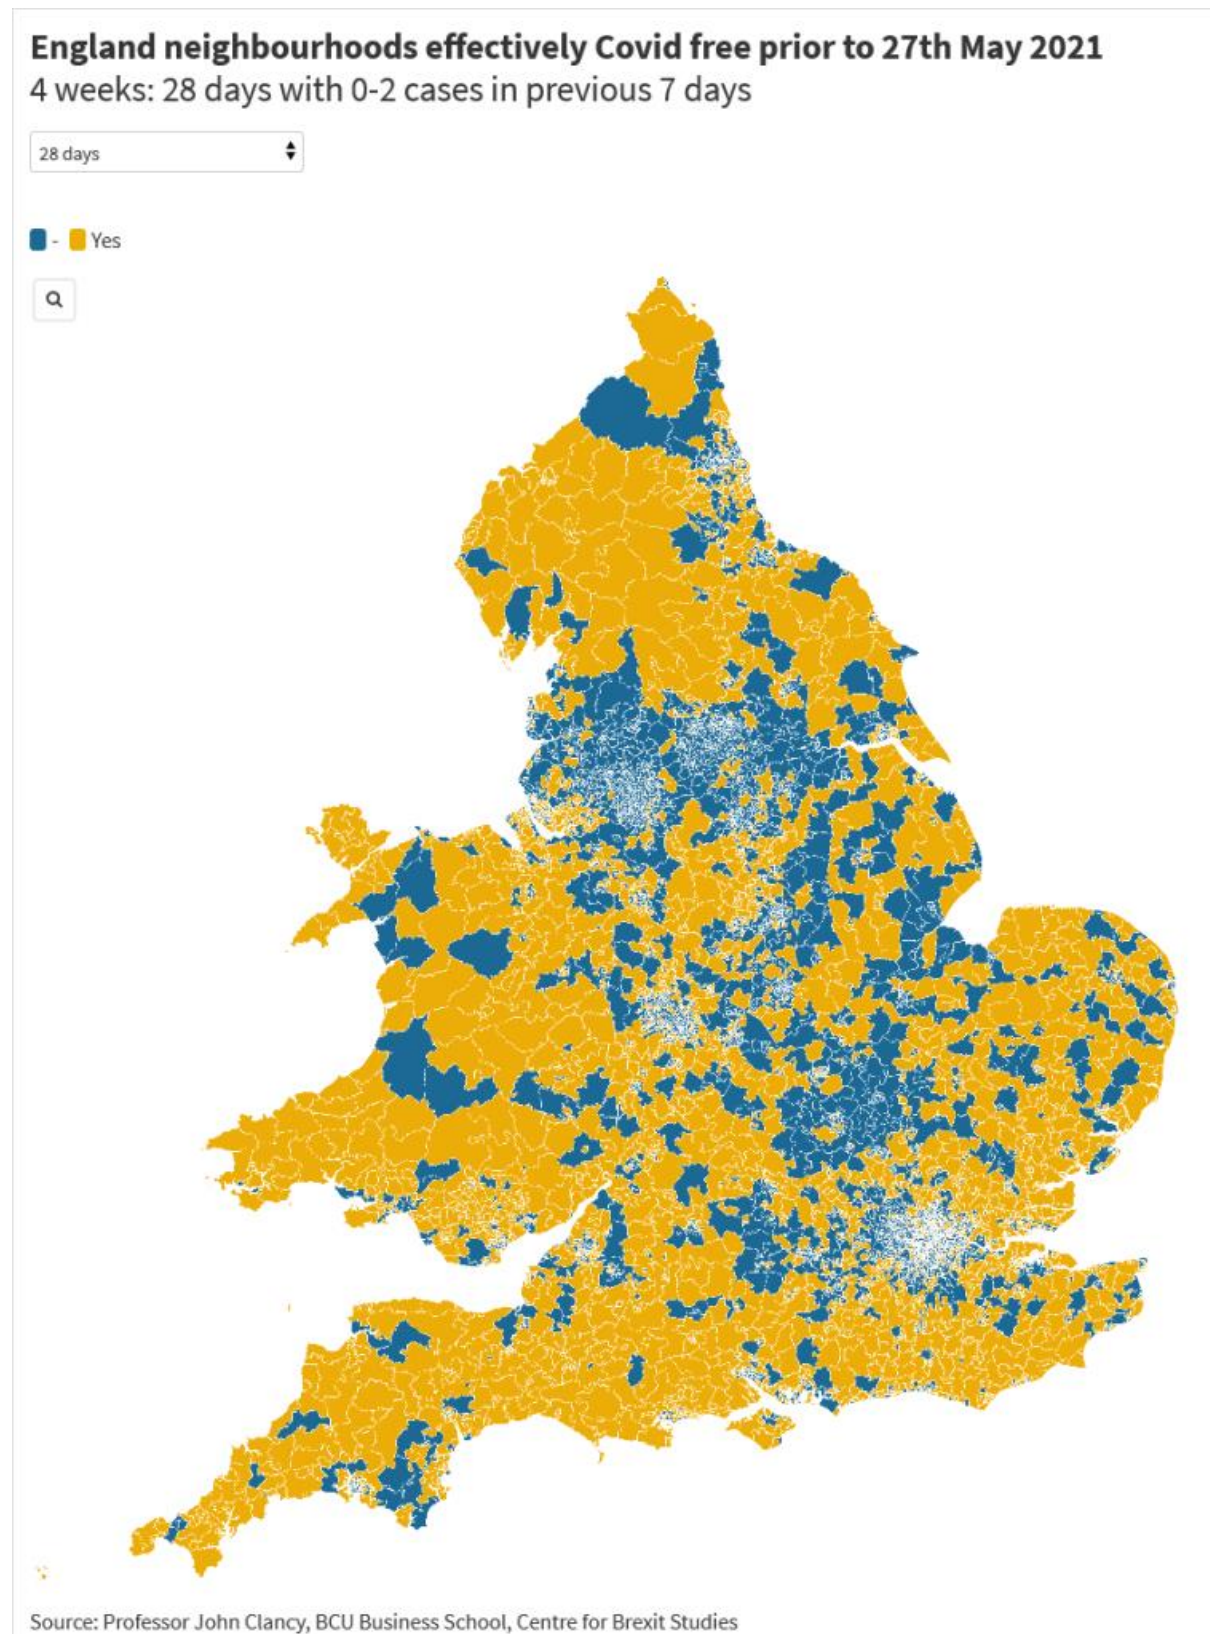 England neighbourhoods effectively Covid free prior to 27th May 2021
4 weeks: 28 days with 0-2 cases in previous 7 days
28 days
- Yes
Source: Professor John Clancy, BCU Business School, Centre for Brexit Studies